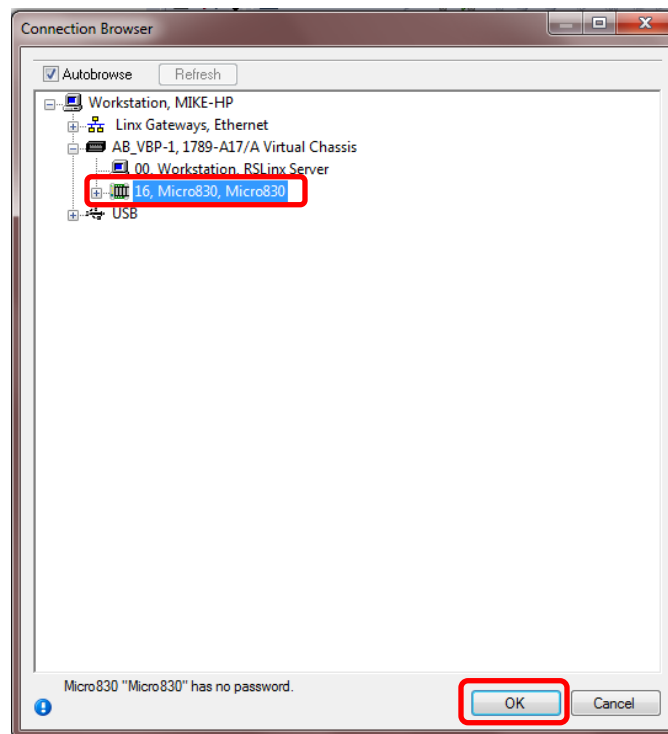 Connection Browser
Autobrowse Refresh
Workstation, MIKE-HP
Linx Gateways, Ethernet
AB_VBP-1, 1789-A17/A Virtual Chassis
00, Workstation, RSLinx Server
16, Micro830, Micro830
USB
Micro830 "Micro830" has no password.
OK Cancel